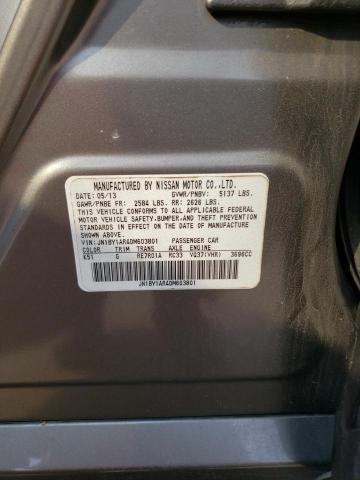 MANUFACTURED BY NISSAN MOTOR CO.,LTD.
DATE: 05/13 GVWR/PNBV: 5137 LBS.
GAWR/PNBE FR: 2584 LBS. RR: 2626 LBS.
THIS VEHICLE CONFORMS TO ALL APPLICABLE FEDERAL
MOTOR VEHICLE SAFETY,BUMPER,AND THEFT PREVENTION
STANDARDS IN EFFECT ON THE DATE OF MANUFACTURE
SHOWN ABOVE.
VIN: JN1BY1AR4DM603801 PASSENGER CAR
COLOR TRIM TRANS AXLE ENGINE
K51 G RE7R01A RC33 VQ37(VHR) 3696CC
JN1BY1AR4DM603801